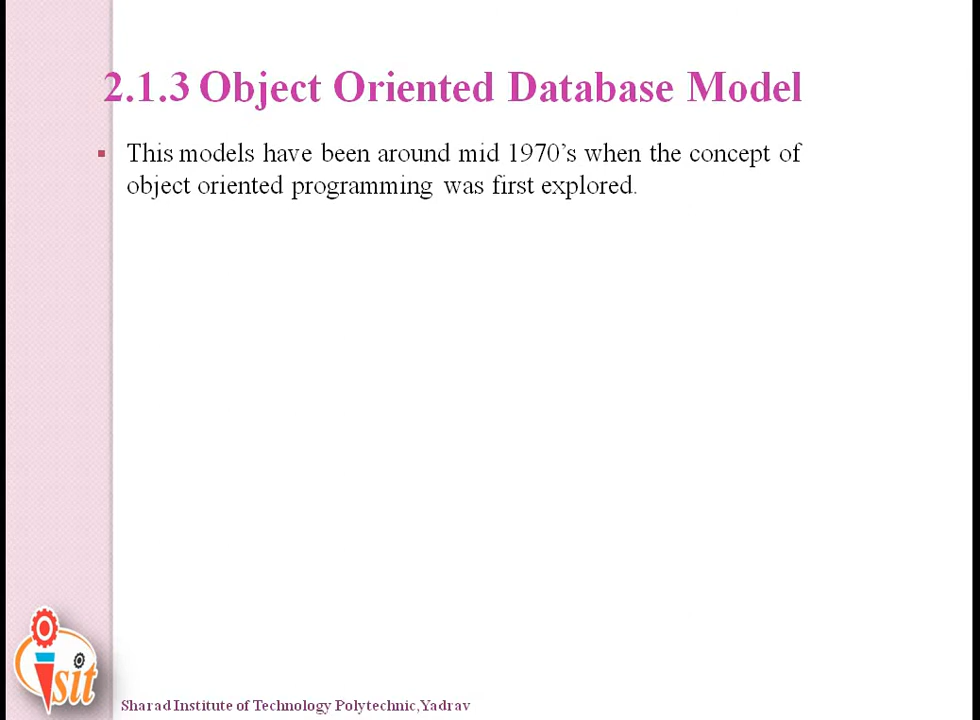 2.1.3 Object Oriented Database Model
▪ This models have been around mid 1970’s when the concept of
object oriented programming was first explored.
sit
Sharad Institute of Technology Polytechnic,Yadrav